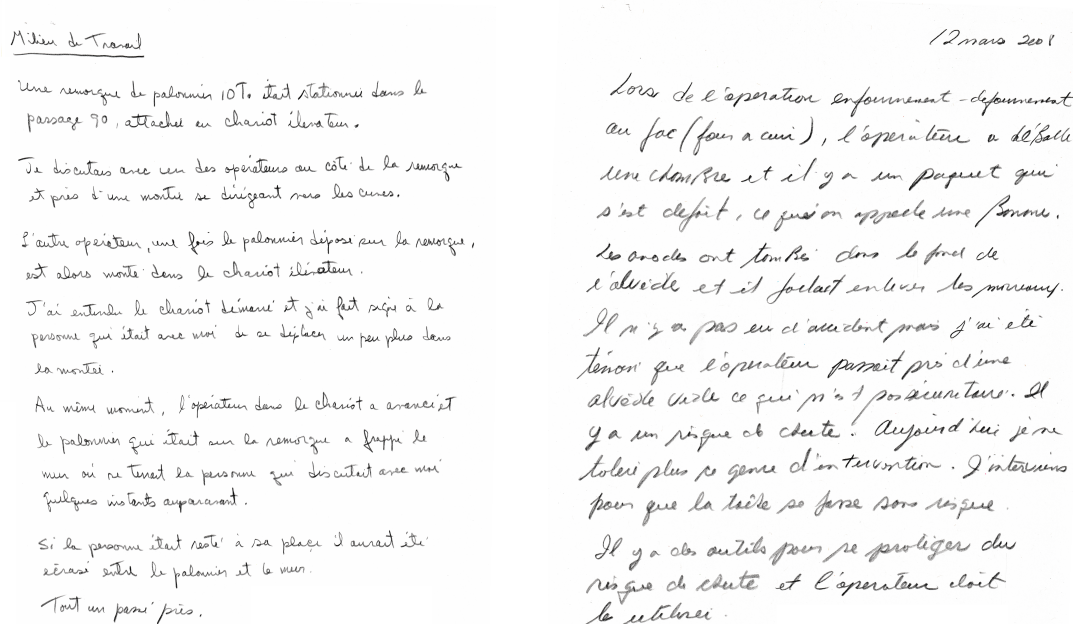 Milieu de Travail
Une remorque de palonnier 10T. était stationnée dans le
passage 90, attachée au chariot élévateur.
Je discutais avec un des opérateurs au côté de la remorque
et près d'une montée se dirigeant vers les cuves.
L'autre opérateur, une fois le palonnier déposé sur la remorque,
est alors monté dans le chariot élévateur.
J'ai entendu le chariot démarré et j'ai fait signe à la
personne qui était avec moi de se déplacer un peu plus dans
la montée.
Au même moment, l'opérateur dans le chariot a avancé et
le palonnier qui était sur la remorque a frappé le
mur où se tenait la personne qui discutait avec moi
quelques instants auparavant.
Si la personne était resté à sa place il aurait été
écrasé entre le palonnier et le mur.
Tout un passé près.
12 mars 2008
Lors de l'opération enfournement-défournement
au fac (four a cuir), l'opérateur a déballé
une chambre et il y a un paquet qui
s'est défait, ce qu'on appelle une Bonne.
Les anodes ont tombés dans le fond de
l'alvéole et il fallait enlever les morceaux.
Il n'y a pas eu d'accident mais j'ai été
témoin que l'opérateur passait près d'une
alvéole vide ce qui n'est pas sécuritaire. Il
y a un risque de chute. Aujourd'hui je ne
toleré plus ce genre d'intervention. J'interviens
pour que la tâche se fasse sans risque.
Il y a des outils pour se protéger du
risque de chute et l'opérateur doit
les utiliser.